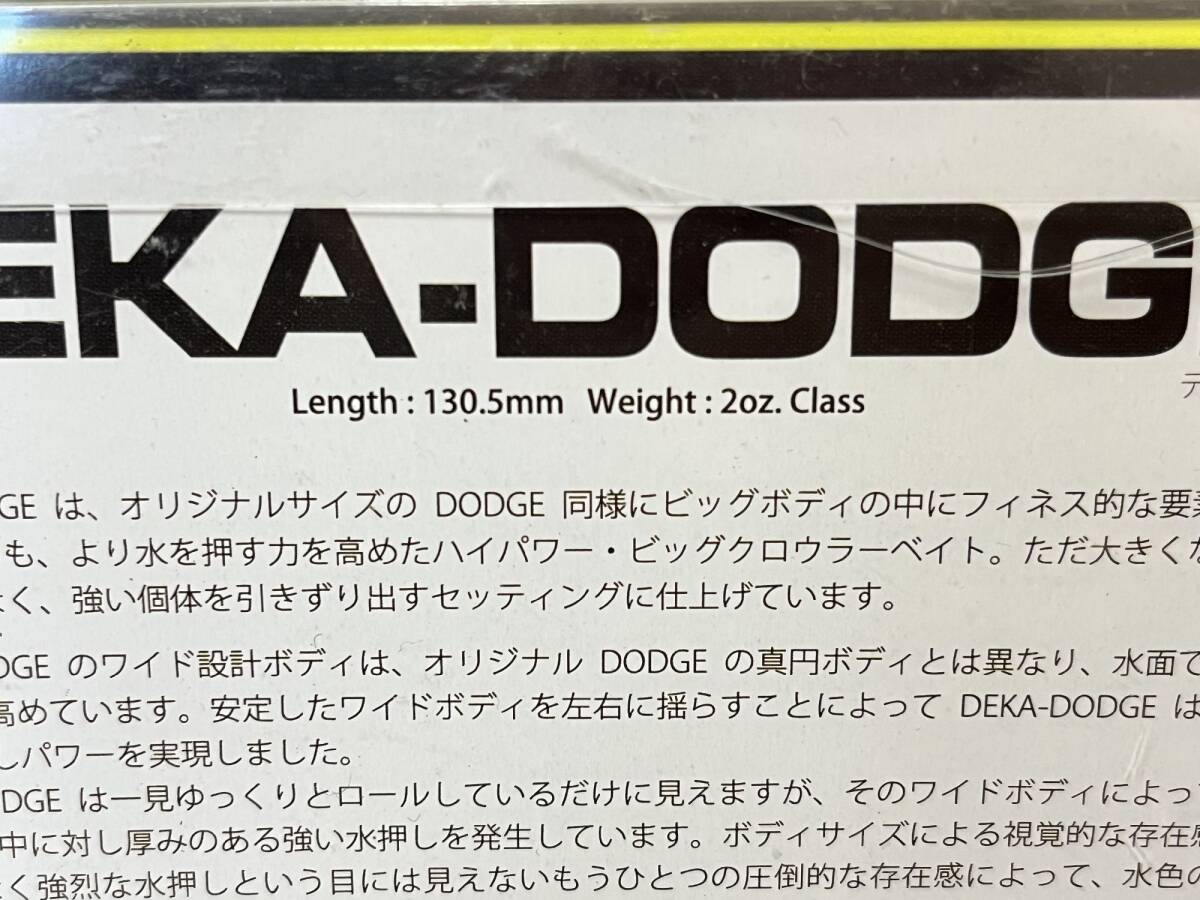 EKA-DODG
Length : 130.5mm Weight : 2oz. Class
GE は、オリジナルサイズの DODGE 同様にビッグボディの中にフィネス的な要素
も、より水を押す力を高めたハイパワー・ビッグクロウラーベイト。ただ大きくな
く、強い個体を引きずり出すセッティングに仕上げています。
DGE のワイド設計ボディは、オリジナル DODGE の真円ボディとは異なり、水面で
高めています。安定したワイドボディを左右に揺らすことによって DEKA-DODGE は
しパワーを実現しました。
DGE は一見ゆっくりとロールしているだけに見えますが、そのワイドボディによっ
中に対し厚みのある強い水押しを発生しています。ボディサイズによる視覚的な存在感
く強烈な水押しという目には見えないもうひとつの圧倒的な存在感によって、水色の